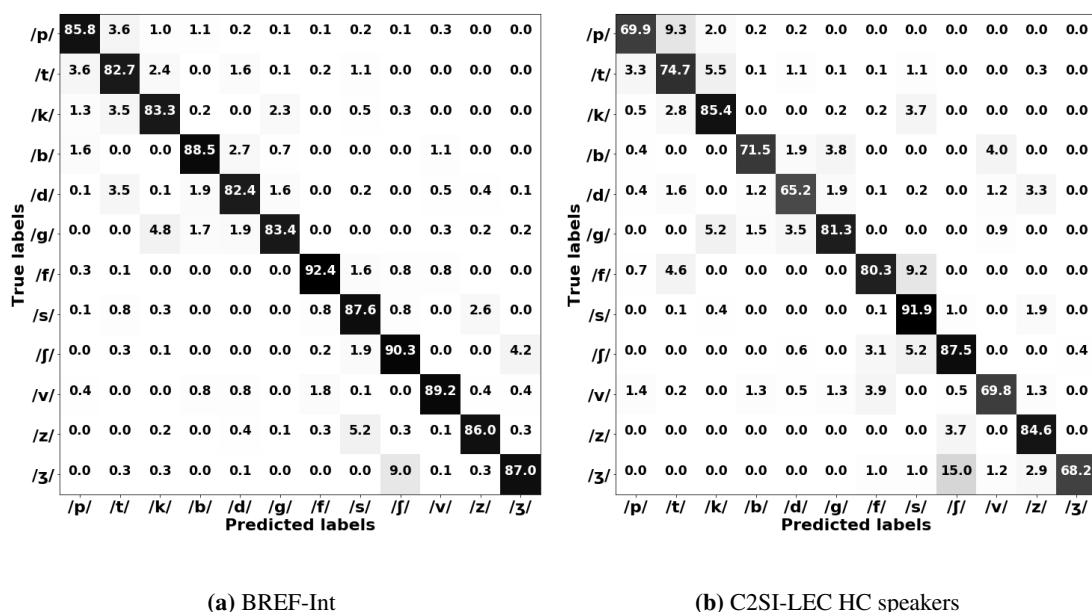 /p/ 85.8 3.6 1.0 1.1 0.2 0.1 0.1 0.2 0.1 0.3 0.0 0.0
/t/ 3.6 82.7 2.4 0.0 1.6 0.1 0.2 1.1 0.0 0.0 0.0 0.0
/k/ 1.3 3.5 83.3 0.2 0.0 2.3 0.0 0.5 0.3 0.0 0.0 0.0
/b/ 1.6 0.0 0.0 88.5 2.7 0.7 0.0 0.0 0.0 1.1 0.0 0.0
/d/ 0.1 3.5 0.1 1.9 82.4 1.6 0.0 0.2 0.0 0.5 0.4 0.1
/g/ 0.0 0.0 4.8 1.7 1.9 83.4 0.0 0.0 0.0 0.3 0.2 0.2
/f/ 0.3 0.1 0.0 0.0 0.0 0.0 92.4 1.6 0.8 0.8 0.0 0.0
/s/ 0.1 0.8 0.3 0.0 0.0 0.0 0.8 87.6 0.8 0.0 2.6 0.0
/ʃ/ 0.0 0.3 0.1 0.0 0.0 0.0 0.2 1.9 90.3 0.0 0.0 4.2
/v/ 0.4 0.0 0.0 0.8 0.8 0.0 1.8 0.1 0.0 89.2 0.4 0.4
/z/ 0.0 0.0 0.2 0.0 0.4 0.1 0.3 5.2 0.3 0.1 86.0 0.3
/ʒ/ 0.0 0.3 0.3 0.0 0.1 0.0 0.0 0.0 9.0 0.1 0.3 87.0
/p/ /t/ /k/ /b/ /d/ /g/ /f/ /s/ /ʃ/ /v/ /z/ /ʒ/
Predicted labels
True labels
(a) BREF-Int
/p/ 69.9 9.3 2.0 0.2 0.2 0.0 0.0 0.0 0.0 0.0 0.0 0.0
/t/ 3.3 74.7 5.5 0.1 1.1 0.1 0.1 1.1 0.0 0.0 0.3 0.0
/k/ 0.5 2.8 85.4 0.0 0.0 0.2 0.2 3.7 0.0 0.0 0.0 0.0
/b/ 0.4 0.0 0.0 71.5 1.9 3.8 0.0 0.0 0.0 4.0 0.0 0.0
/d/ 0.4 1.6 0.0 1.2 65.2 1.9 0.1 0.2 0.0 1.2 3.3 0.0
/g/ 0.0 0.0 5.2 1.5 3.5 81.3 0.0 0.0 0.0 0.9 0.0 0.0
/f/ 0.7 4.6 0.0 0.0 0.0 0.0 80.3 9.2 0.0 0.0 0.0 0.0
/s/ 0.0 0.1 0.4 0.0 0.0 0.0 0.1 91.9 1.0 0.0 1.9 0.0
/ʃ/ 0.0 0.0 0.0 0.0 0.6 0.0 3.1 5.2 87.5 0.0 0.0 0.4
/v/ 1.4 0.2 0.0 1.3 0.5 1.3 3.9 0.0 0.5 69.8 1.3 0.0
/z/ 0.0 0.0 0.0 0.0 0.0 0.0 0.0 0.0 3.7 0.0 84.6 0.0
/ʒ/ 0.0 0.0 0.0 0.0 0.0 0.0 1.0 1.0 15.0 1.2 2.9 68.2
/p/ /t/ /k/ /b/ /d/ /g/ /f/ /s/ /ʃ/ /v/ /z/ /ʒ/
Predicted labels
True labels
(b) C2SI-LEC HC speakers